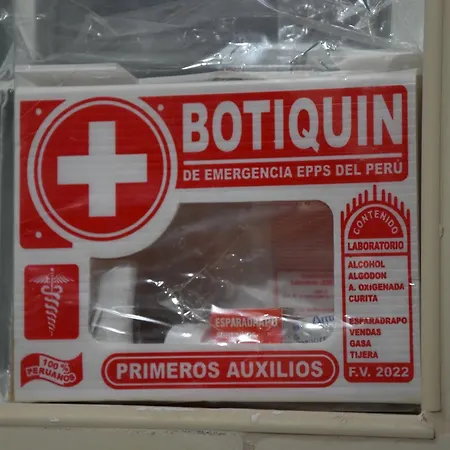 BOTIQUIN
DE EMERGENCIA EPPS DEL PERÚ
CONTENIDO
LABORATORIO
ALCOHOL
ALGODON
A. OXIGENADA
CURITA
ESPARADRAPO
VENDAS
GASA
TIJERA
F.V. 2022
ESPARADRAPO
100%
PERUANOS
PRIMEROS AUXILIOS